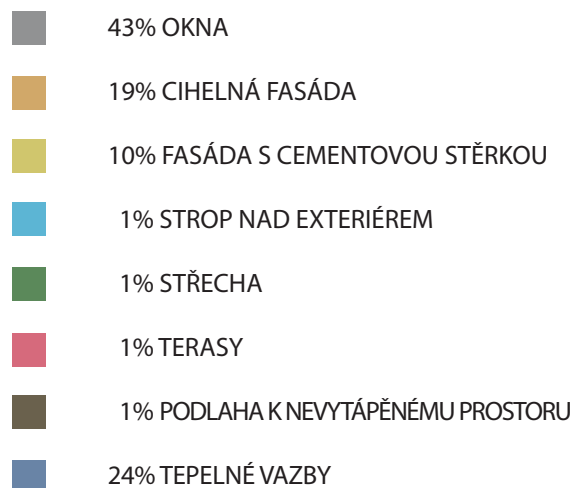 43% OKNA
19% CIHELNÁ FASÁDA
10% FASÁDA S CEMENTOVOU STĚRKOU
1% STROP NAD EXTERIÉREM
1% STŘECHA
1% TERASY
1% PODLAHA K NEVYTÁPĚNÉMU PROSTORU
24% TEPELNÉ VAZBY